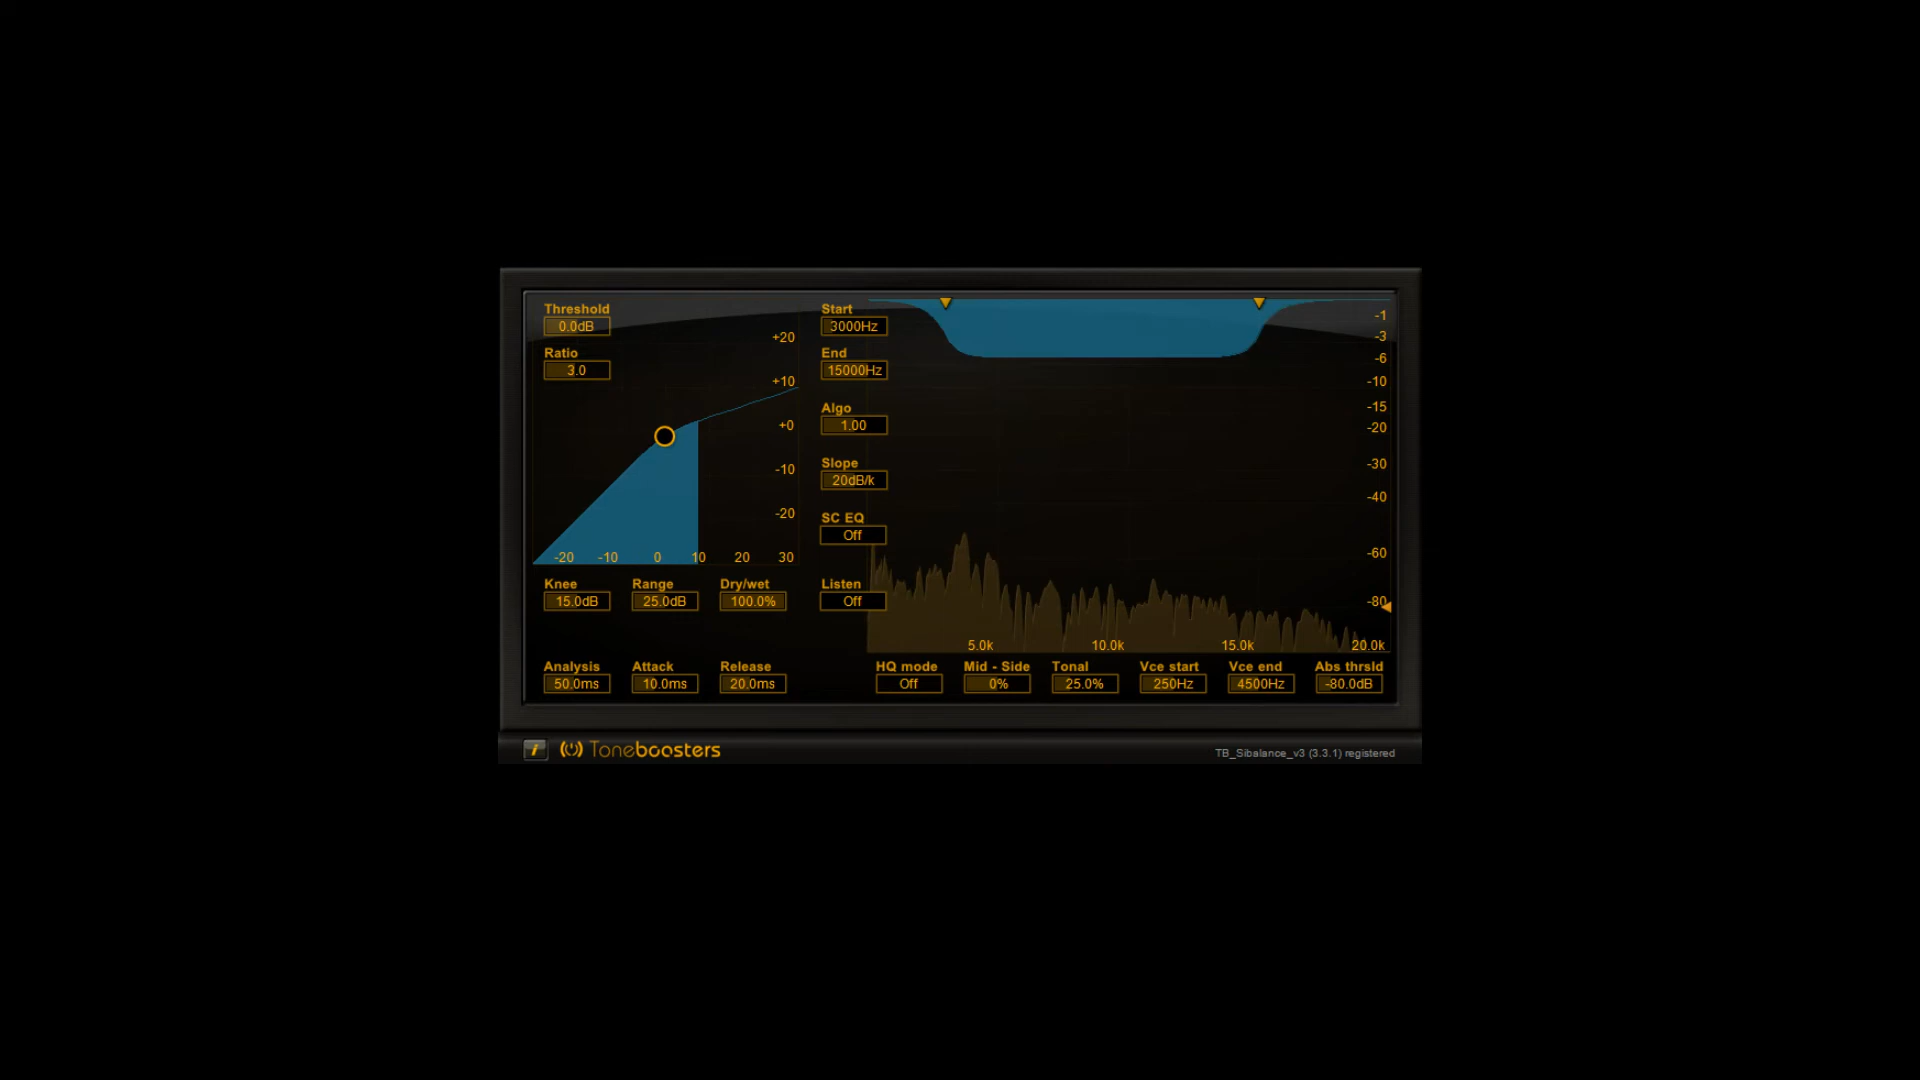 Threshold
0.0dB
Ratio
3.0
+20
+10
+0
-10
-20
-20 -10 0 10 20 30
Knee Range Dry/wet
15.0dB 25.0dB 100.0%
Analysis Attack Release
50.0ms 10.0ms 20.0ms
Start
3000Hz
End
15000Hz
Algo
1.00
Slope
20dB/k
SC EQ
Off
Listen
Off
-1
-3
-6
-10
-15
-20
-30
-40
-60
-80
5.0k 10.0k 15.0k 20.0k
HQ mode Mid - Side Tonal Vce start Vce end Abs thrsld
Off 0% 25.0% 250Hz 4500Hz -80.0dB
i Toneboosters
TB_Sibalance_v3 (3.3.1) registered